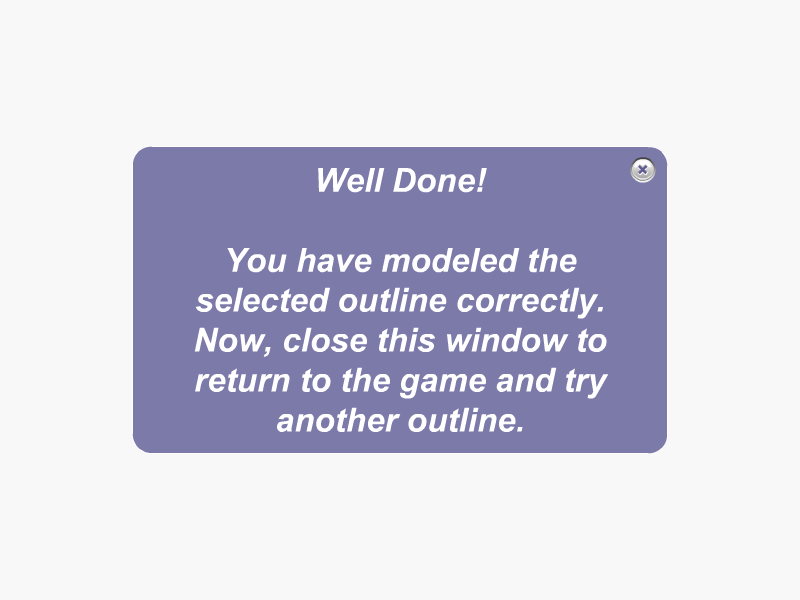 Well Done!
You have modeled the
selected outline correctly.
Now, close this window to
return to the game and try
another outline.